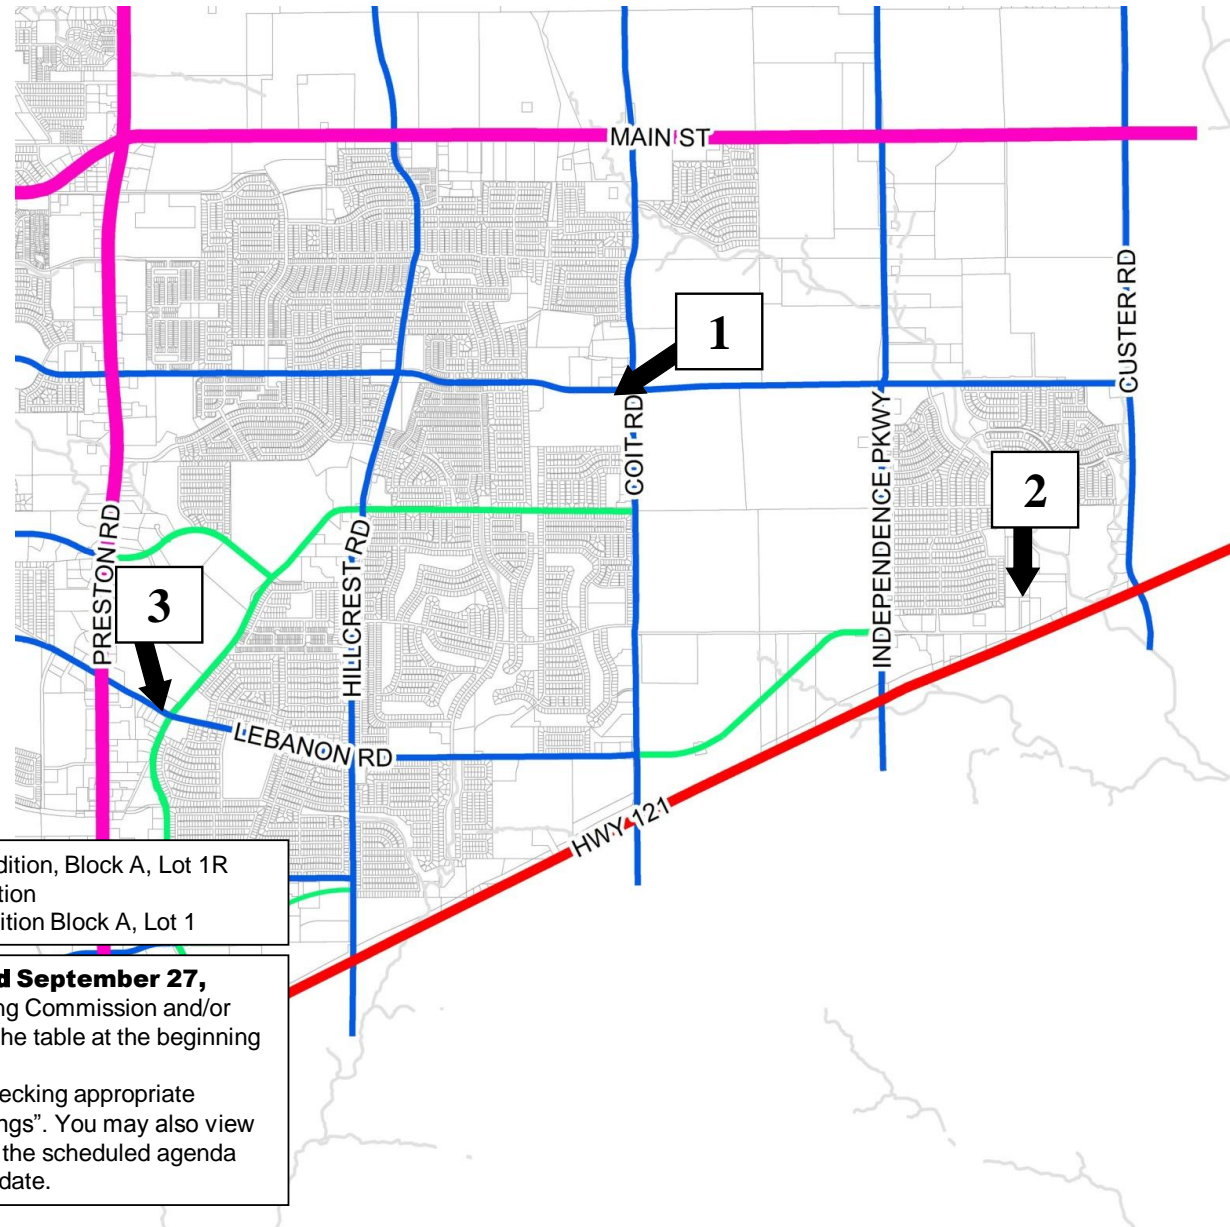 MAIN ST
CUSTER RD
1
COIT RD
INDEPENDENCE PKWY
2
PRESTON RD
HILLCREST RD
3
LEBANON RD
HWY 121
dition, Block A, Lot 1R
tion
ition Block A, Lot 1
d September 27,
ng Commission and/or
he table at the beginning
ecking appropriate
ngs”. You may also view
the scheduled agenda
date.